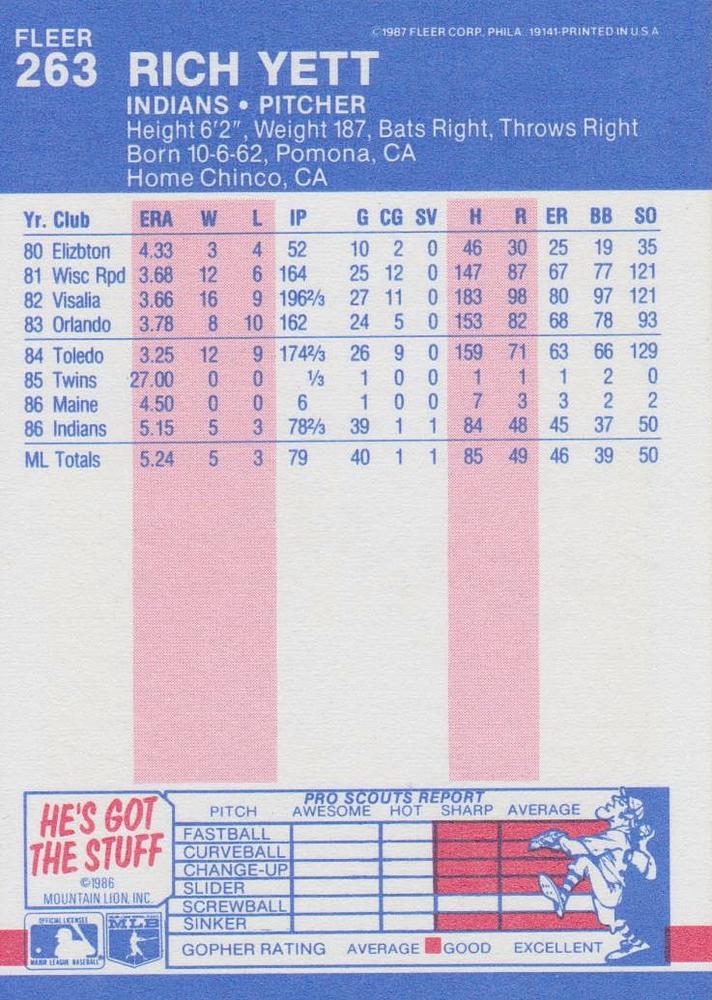 FLEER
©1987 FLEER CORP. PHILA. 19141-PRINTED IN U.S.A.
263 RICH YETT
INDIANS • PITCHER
Height 6'2", Weight 187, Bats Right, Throws Right
Born 10-6-62, Pomona, CA
Home Chinco, CA
Yr. Club ERA W L IP G CG SV H R ER BB SO
80 Elizbton 4.33 3 4 52 10 2 0 46 30 25 19 35
81 Wisc Rpd 3.68 12 6 164 25 12 0 147 87 67 77 121
82 Visalia 3.66 16 9 196⅔ 27 11 0 183 98 80 97 121
83 Orlando 3.78 8 10 162 24 5 0 153 82 68 78 93
84 Toledo 3.25 12 9 174⅔ 26 9 0 159 71 63 66 129
85 Twins 27.00 0 0 ⅓ 1 0 0 1 1 1 2 0
86 Maine 4.50 0 0 6 1 0 0 7 3 3 2 2
86 Indians 5.15 5 3 78⅔ 39 1 1 84 48 45 37 50
ML Totals 5.24 5 3 79 40 1 1 85 49 46 39 50
HE'S GOT
THE STUFF
©1986
MOUNTAIN LION, INC.
OFFICIAL LICENSEE
MAJOR LEAGUE BASEBALL
MLB
PRO SCOUTS REPORT
PITCH AWESOME HOT SHARP AVERAGE
FASTBALL
CURVEBALL
CHANGE-UP
SLIDER
SCREWBALL
SINKER
GOPHER RATING AVERAGE GOOD EXCELLENT